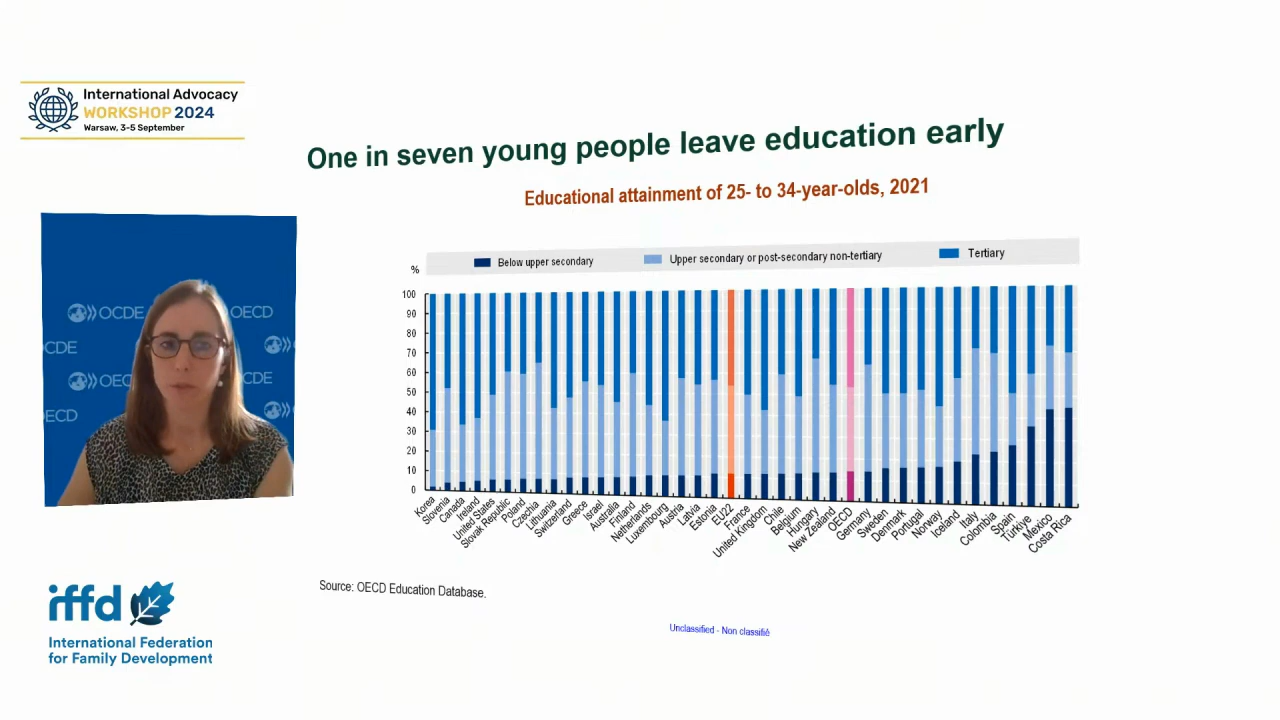 International Advocacy
WORKSHOP 2024
Warsaw, 3-5 September
One in seven young people leave education early
Educational attainment of 25- to 34-year-olds, 2021
Below upper secondary
Upper secondary or post-secondary non-tertiary
Tertiary
%
100
90
80
70
60
50
40
30
20
10
0
Korea
Slovenia
Canada
Ireland
United States
Slovak Republic
Poland
Czechia
Lithuania
Switzerland
Greece
Israel
Australia
Finland
Netherlands
Luxembourg
Austria
Latvia
Estonia
EU22
France
United Kingdom
Chile
Belgium
Hungary
New Zealand
OECD
Germany
Sweden
Denmark
Portugal
Norway
Iceland
Italy
Colombia
Spain
Türkiye
Mexico
Costa Rica
OCDE
OECD
CDE
OEC
CDE
ECD
OECD
Source: OECD Education Database.
Unclassified - Non classifié
iffd
International Federation
for Family Development